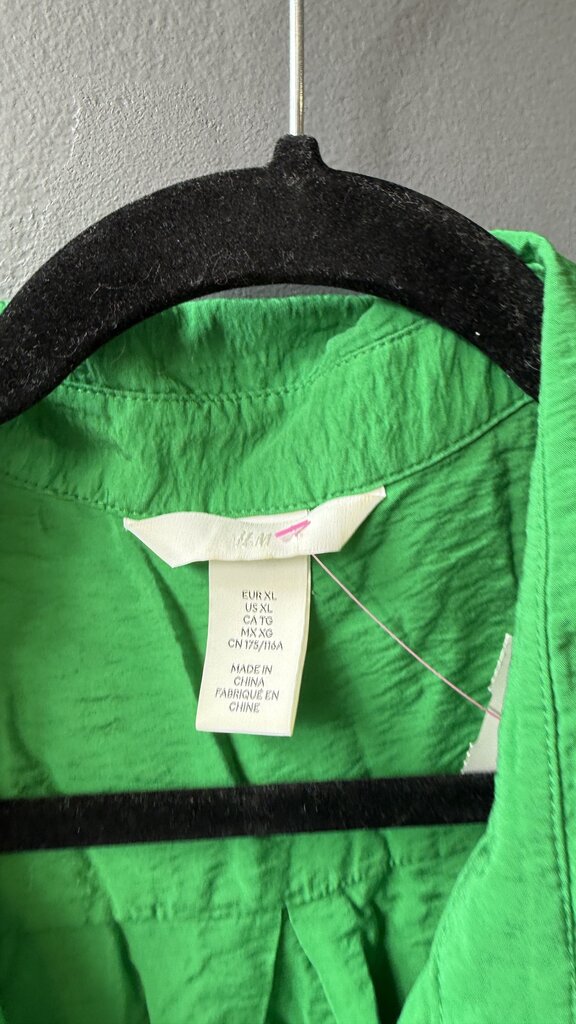 H&M
EUR XL
US XL
CA TG
MX XG
CN 175/116A
MADE IN
CHINA
FABRIQUÉ EN
CHINE